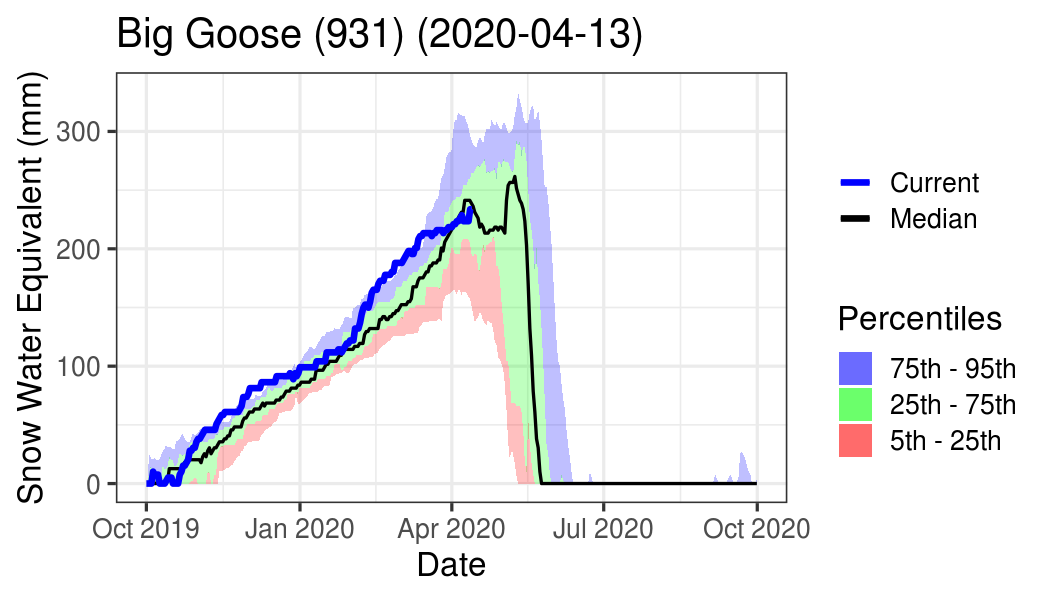 Big Goose (931) (2020-04-13)
Snow Water Equivalent (mm)
300
200
100
0
Oct 2019
Jan 2020
Apr 2020
Jul 2020
Oct 2020
Date
Current
Median
Percentiles
75th - 95th
25th - 75th
5th - 25th